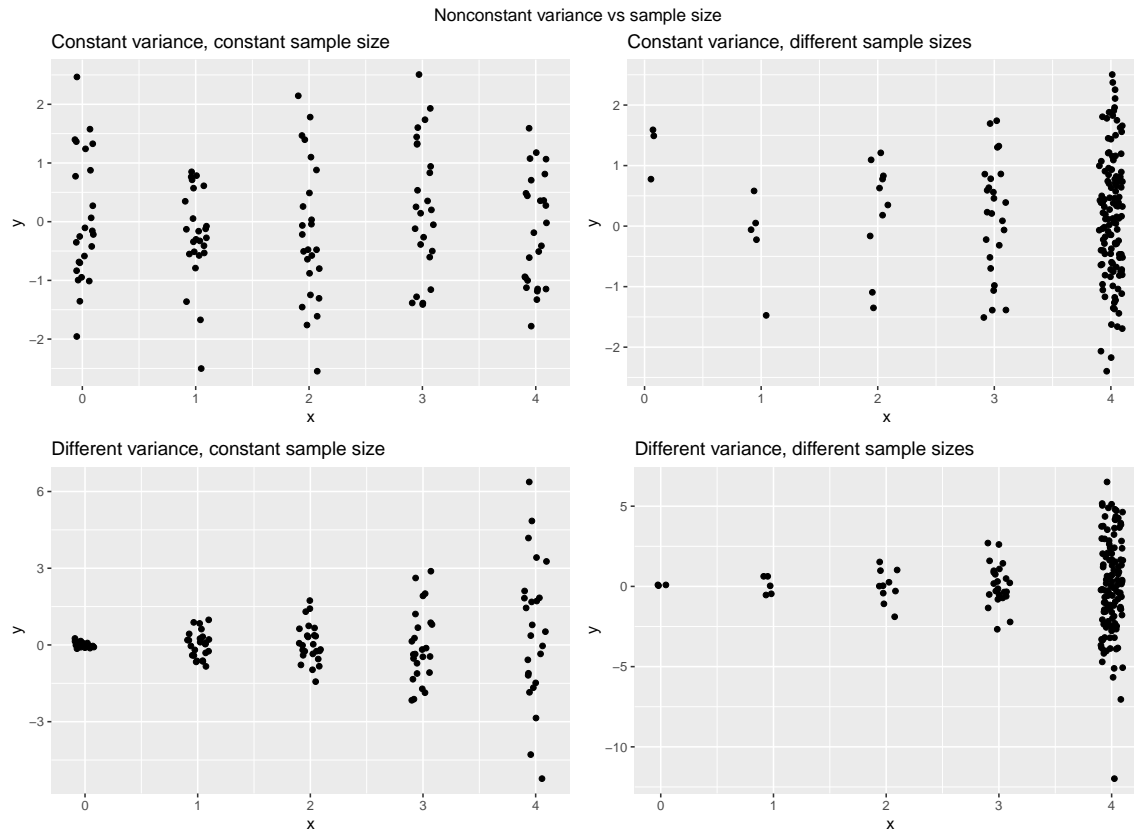 Nonconstant variance vs sample size
Constant variance, constant sample size
2
1
0
−1
−2
y
0 1 2 3 4
x
Constant variance, different sample sizes
2
1
0
−1
−2
y
0 1 2 3 4
x
Different variance, constant sample size
6
3
0
−3
y
0 1 2 3 4
x
Different variance, different sample sizes
5
0
−5
−10
y
0 1 2 3 4
x